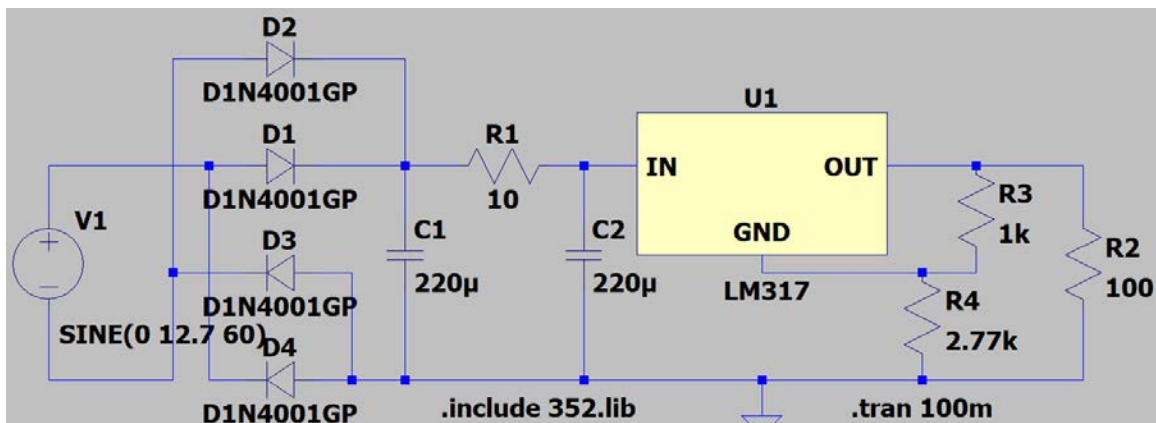 D2
D1N4001GP
U1
D1
R1
IN
OUT
D1N4001GP
10
R3
V1
C1
C2
GND
1k
D3
R2
220µ
220µ
LM317
100
D1N4001GP
R4
SINE(0 12.7 60)
D4
2.77k
D1N4001GP
.include 352.lib
.tran 100m